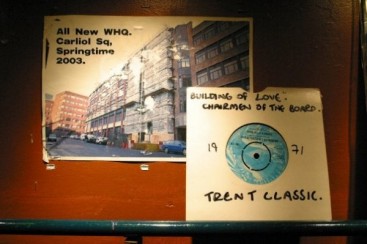 All New WHQ.
Carliol Sq,
Springtime
2003.
BUILDING OF LOVE.
CHAIRMEN OF THE BOARD.
19 71
TRENT CLASSIC.